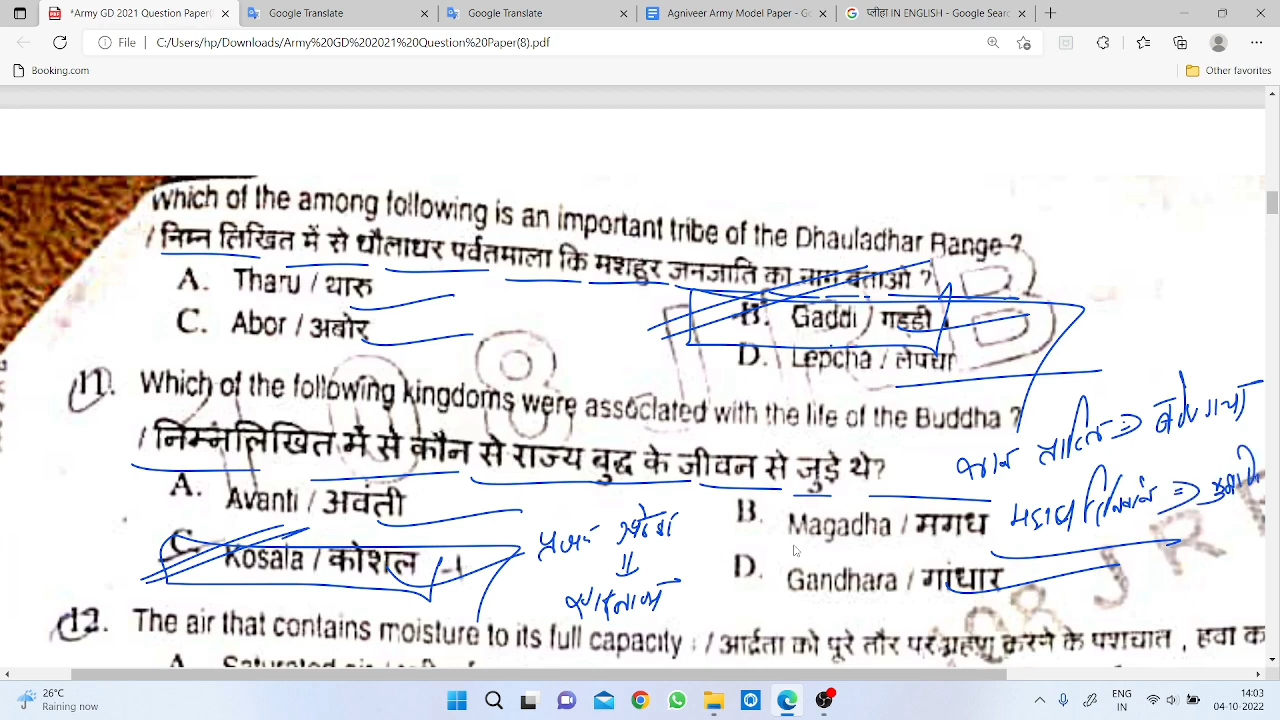 *Army GD 2021 Question Paper( Google Translate Google Translate Agniveer Army Model Paper - Go प्लीहा IN ENGLISH - Google Searc
File C:/Users/hp/Downloads/Army%20GD%202021%20Question%20Paper(8).pdf
Booking.com Other favorites
Which of the among following is an important tribe of the Dhauladhar Range ?
/ निम्न लिखित में से धौलाधर पर्वतमाला कि मशहुर जनजाति का नाम बताओ ?
A. Tharu / थारु
B. Gaddi / गड्डी
C. Abor / अबोर
D. Lepcha / लेपचा
11. Which of the following kingdoms were associated with the life of the Buddha ?
/ निम्नलिखित में से कौन से राज्य बुद्ध के जीवन से जुड़े थे?
A. Avanti / अवंती
B. Magadha / मगध
C. Kosala / कोशल
D. Gandhara / गांधार
12. The air that contains moisture to its full capacity : / आर्द्रता को पूरे तौर पर ग्रहण करने के पशचात , हवा क
A.
26°C
Raining now
ENG
IN
14:03
04-10-2022